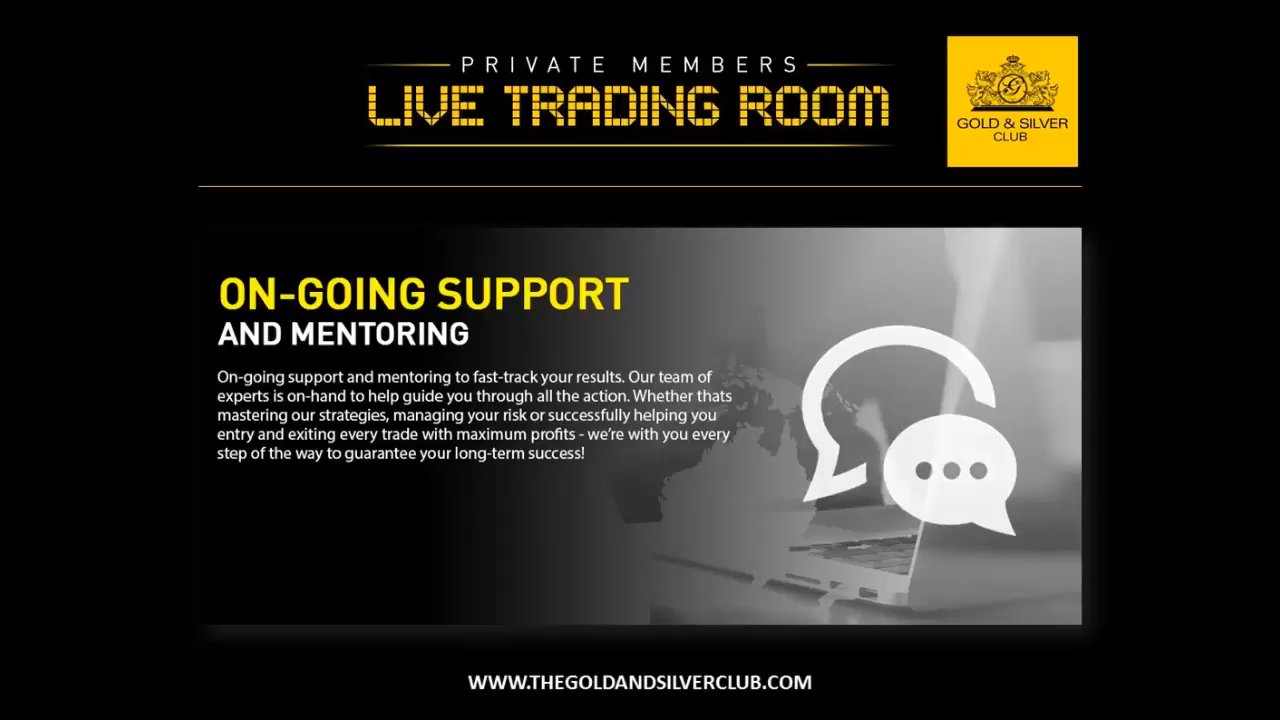 PRIVATE MEMBERS
LIVE TRADING ROOM
GOLD & SILVER
CLUB
ON-GOING SUPPORT
AND MENTORING
On-going support and mentoring to fast-track your results. Our team of
experts is on-hand to help guide you through all the action. Whether thats
mastering our strategies, managing your risk or successfully helping you
entry and exiting every trade with maximum profits - we're with you every
step of the way to guarantee your long-term success!
WWW.THEGOLDANDSILVERCLUB.COM